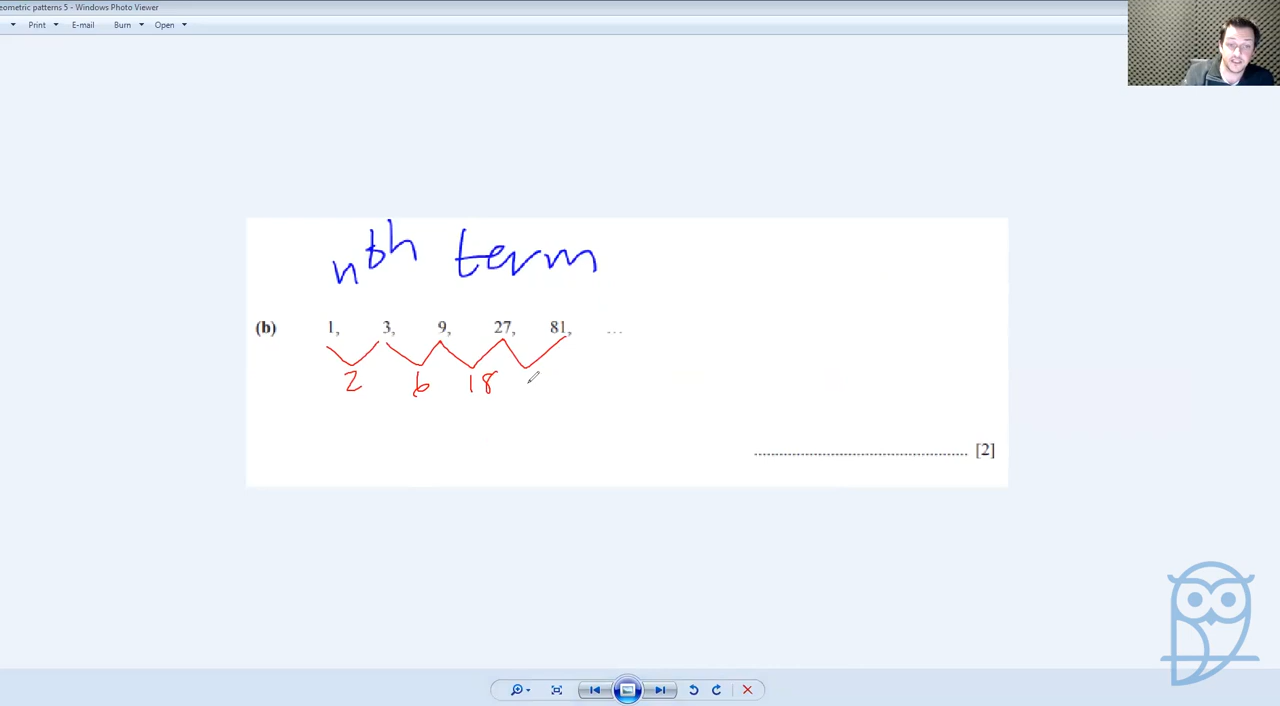 eometric patterns 5 - Windows Photo Viewer
Print E-mail Burn Open
nth term
(b) 1, 3, 9, 27, 81, ...
2 6 18
[2]